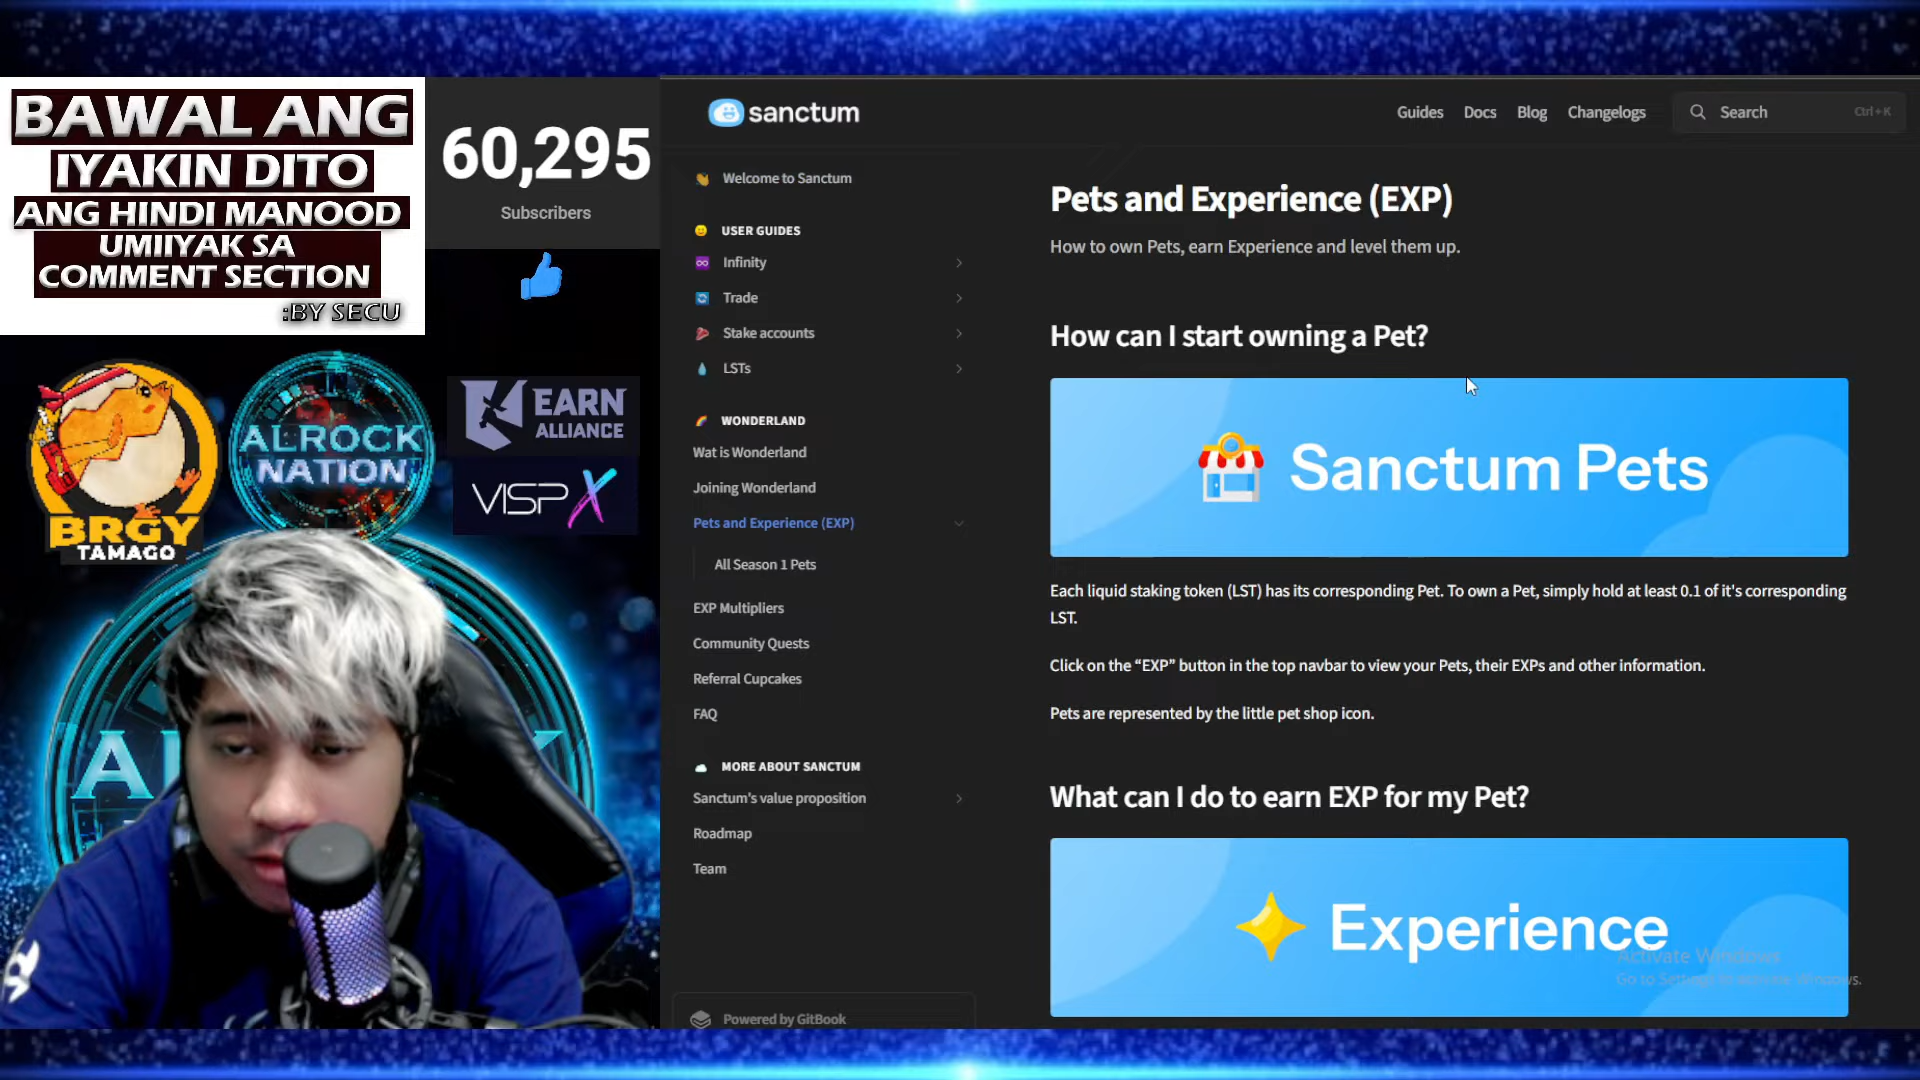 BAWAL ANG
IYAKIN DITO
ANG HINDI MANOOD
UMIIYAK SA
COMMENT SECTION
:BY SECU
60,295
Subscribers
BRGY
TAMAGO
ALROCK
NATION
EARN
ALLIANCE
VISPX
sanctum
Guides
Docs
Blog
Changelogs
Search
Ctrl + K
Welcome to Sanctum
USER GUIDES
Infinity
Trade
Stake accounts
LSTs
WONDERLAND
Wat is Wonderland
Joining Wonderland
Pets and Experience (EXP)
All Season 1 Pets
EXP Multipliers
Community Quests
Referral Cupcakes
FAQ
MORE ABOUT SANCTUM
Sanctum's value proposition
Roadmap
Team
Powered by GitBook
Pets and Experience (EXP)
How to own Pets, earn Experience and level them up.
How can I start owning a Pet?
Sanctum Pets
Each liquid staking token (LST) has its corresponding Pet. To own a Pet, simply hold at least 0.1 of it's corresponding
LST.
Click on the “EXP” button in the top navbar to view your Pets, their EXPs and other information.
Pets are represented by the little pet shop icon.
What can I do to earn EXP for my Pet?
Experience
Activate Windows
Go to Settings to activate Windows.